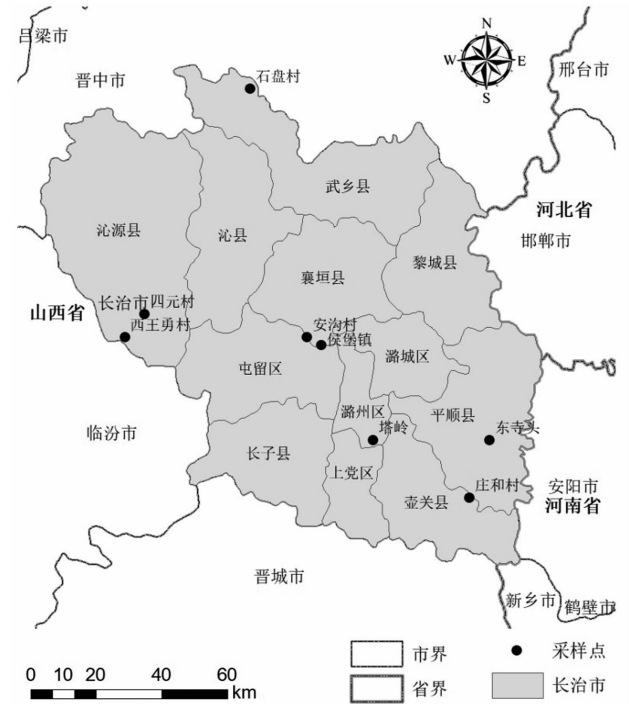 吕梁市
晋中市
石盘村
N
W
E
S
邢台市
武乡县
沁源县
沁县
河北省
邯郸市
襄垣县
黎城县
山西省
长治市
四元村
西王勇村
安沟村
侯堡镇
屯留区
潞城区
临汾市
潞州区
平顺县
塔岭
东寺头
长子县
上党区
壶关县
庄和村
安阳市
河南省
晋城市
新乡市
鹤壁市
市界
采样点
省界
长治市
0 10 20 40 60
km